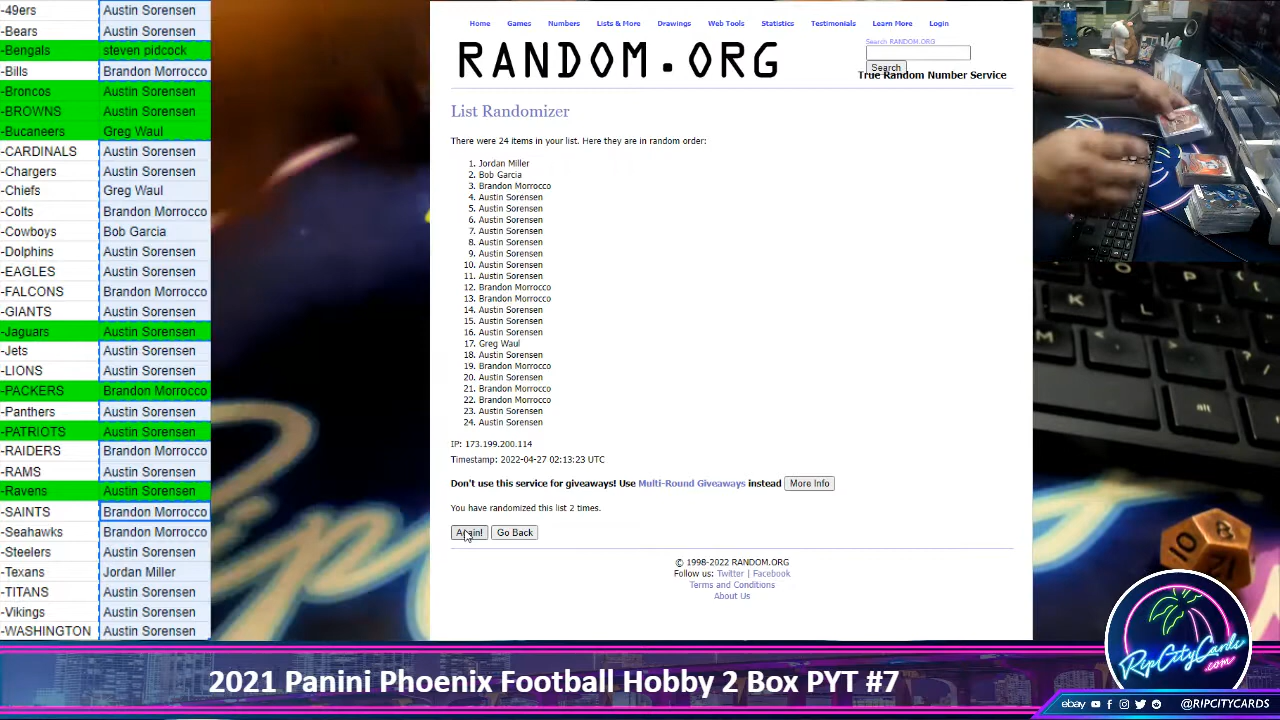 -49ers Austin Sorensen
-Bears Austin Sorensen
-Bengals steven pidcock
-Bills Brandon Morrocco
-Broncos Austin Sorensen
-BROWNS Austin Sorensen
-Bucaneers Greg Waul
-CARDINALS Austin Sorensen
-Chargers Austin Sorensen
-Chiefs Greg Waul
-Colts Brandon Morrocco
-Cowboys Bob Garcia
-Dolphins Austin Sorensen
-EAGLES Austin Sorensen
-FALCONS Brandon Morrocco
-GIANTS Austin Sorensen
-Jaguars Austin Sorensen
-Jets Austin Sorensen
-LIONS Austin Sorensen
-PACKERS Brandon Morrocco
-Panthers Austin Sorensen
-PATRIOTS Austin Sorensen
-RAIDERS Brandon Morrocco
-RAMS Austin Sorensen
-Ravens Austin Sorensen
-SAINTS Brandon Morrocco
-Seahawks Brandon Morrocco
-Steelers Austin Sorensen
-Texans Jordan Miller
-TITANS Austin Sorensen
-Vikings Austin Sorensen
-WASHINGTON Austin Sorensen
Home Games Numbers Lists & More Drawings Web Tools Statistics Testimonials Learn More Login
Search RANDOM.ORG
RANDOM.ORG
Search
True Random Number Service
List Randomizer
There were 24 items in your list. Here they are in random order:
1. Jordan Miller
2. Bob Garcia
3. Brandon Morrocco
4. Austin Sorensen
5. Austin Sorensen
6. Austin Sorensen
7. Austin Sorensen
8. Austin Sorensen
9. Austin Sorensen
10. Austin Sorensen
11. Austin Sorensen
12. Brandon Morrocco
13. Brandon Morrocco
14. Austin Sorensen
15. Austin Sorensen
16. Austin Sorensen
17. Greg Waul
18. Austin Sorensen
19. Brandon Morrocco
20. Austin Sorensen
21. Brandon Morrocco
22. Brandon Morrocco
23. Austin Sorensen
24. Austin Sorensen
IP: 173.199.200.114
Timestamp: 2022-04-27 02:13:23 UTC
Don't use this service for giveaways! Use Multi-Round Giveaways instead More Info
You have randomized this list 2 times.
Again! Go Back
© 1998-2022 RANDOM.ORG
Follow us: Twitter | Facebook
Terms and Conditions
About Us
K
L
Alt
Ctrl
10
8
RipCityCards
.com
2021 Panini Phoenix Football Hobby 2 Box PYT #7
ebay @RIPCITYCARDS